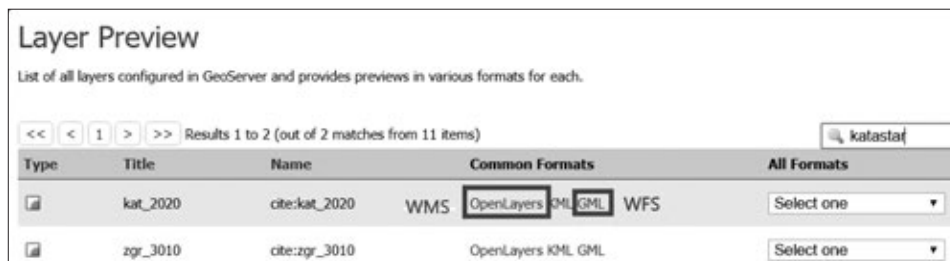 Layer Preview
List of all layers configured in GeoServer and provides previews in various formats for each.
<< < 1 > >> Results 1 to 2 (out of 2 matches from 11 items) katastar
Type Title Name Common Formats All Formats
kat_2020 cite:kat_2020 WMS OpenLayers KML GML WFS Select one
zgr_3010 cite:zgr_3010 OpenLayers KML GML Select one